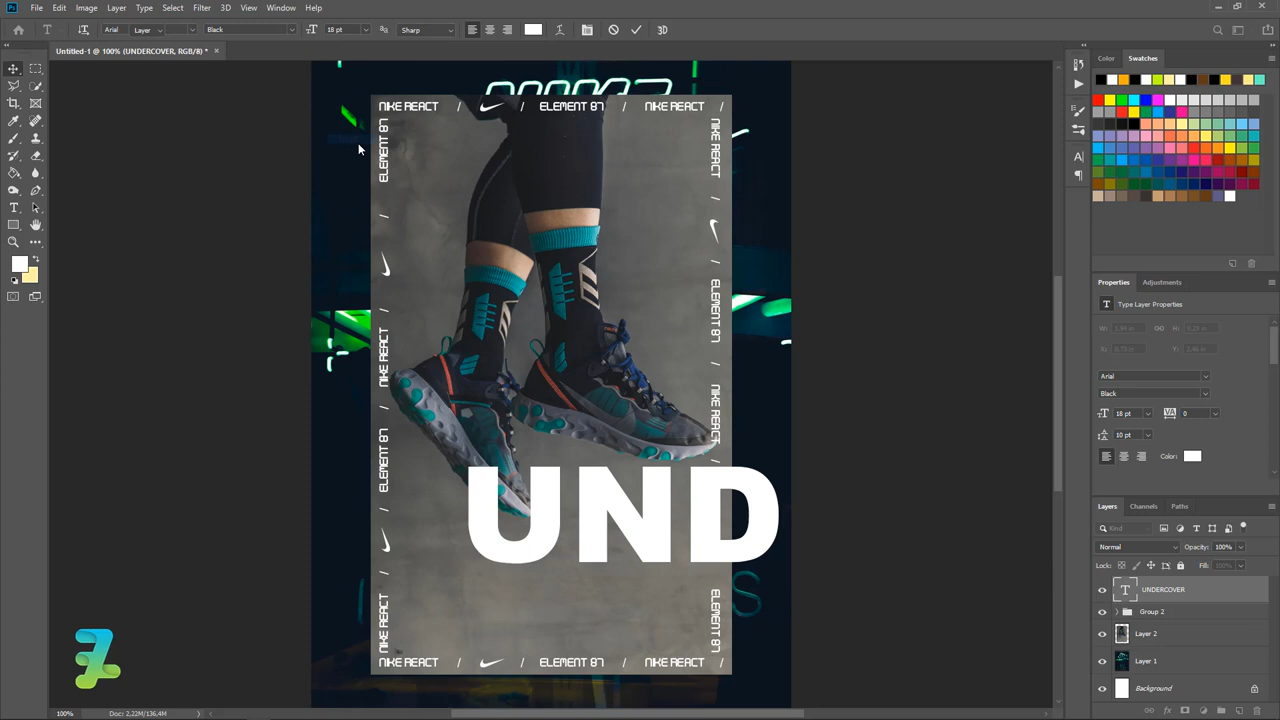 File Edit Image Layer Type Select Filter 3D View Window Help
Arial Layer Black 18 pt Sharp 3D
Untitled-1 @ 100% (UNDERCOVER, RGB/8) *
NIKE REACT / / ELEMENT 87 / NIKE REACT /
ELEMENT 87 / / NIKE REACT / ELEMENT 87 / / NIKE REACT
NIKE REACT / ELEMENT 87 / NIKE REACT / ELEMENT 87
UND
NIKE REACT / / ELEMENT 87 / NIKE REACT /
S
Color Swatches
Properties Adjustments
Type Layer Properties
Arial
Black
18 pt VA 0
10 pt
Color:
Layers Channels Paths
Kind
Normal Opacity: 100%
Lock: Fill: 100%
UNDERCOVER
Group 2
Layer 2
Layer 1
Background
100% Doc: 2,22M/136,4M